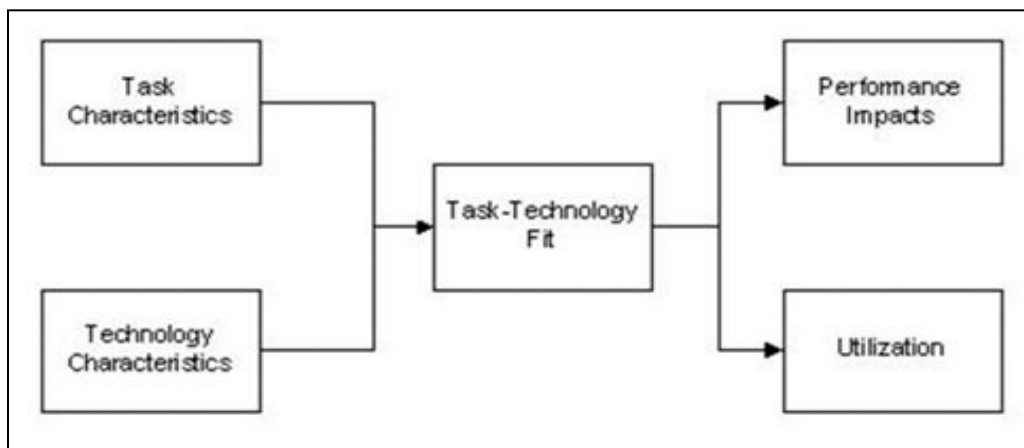 Task
Characteristics
Technology
Characteristics
Task-Technology
Fit
Performance
Impacts
Utilization